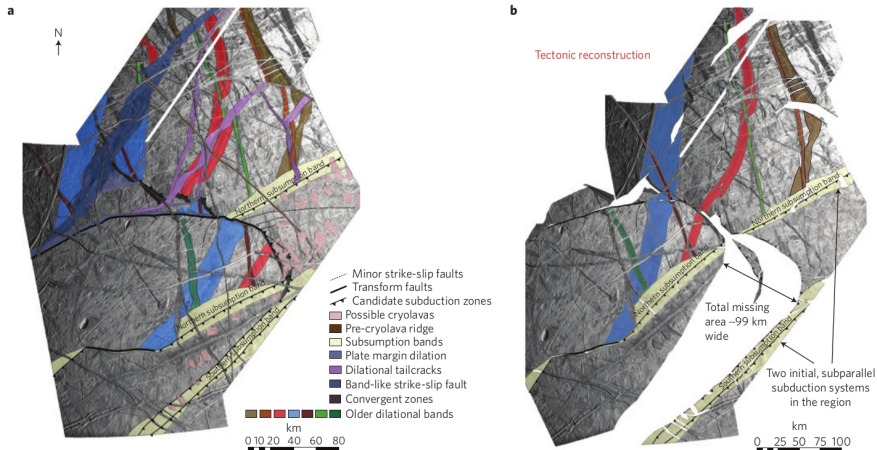 a
N
Northern subsumption band
Northern subsumption band
Southern subsumption band
Minor strike-slip faults
Transform faults
Candidate subduction zones
Possible cryolavas
Pre-cryolava ridge
Subsumption bands
Plate margin dilation
Dilational tailcracks
Band-like strike-slip fault
Convergent zones
Older dilational bands
km
0 10 20 40 60 80
b
Tectonic reconstruction
Northern subsumption band
Northern subsumption band
Total missing
area ~99 km
wide
Southern subsumption band
Two initial, subparallel
subduction systems
in the region
km
0 25 50 75 100